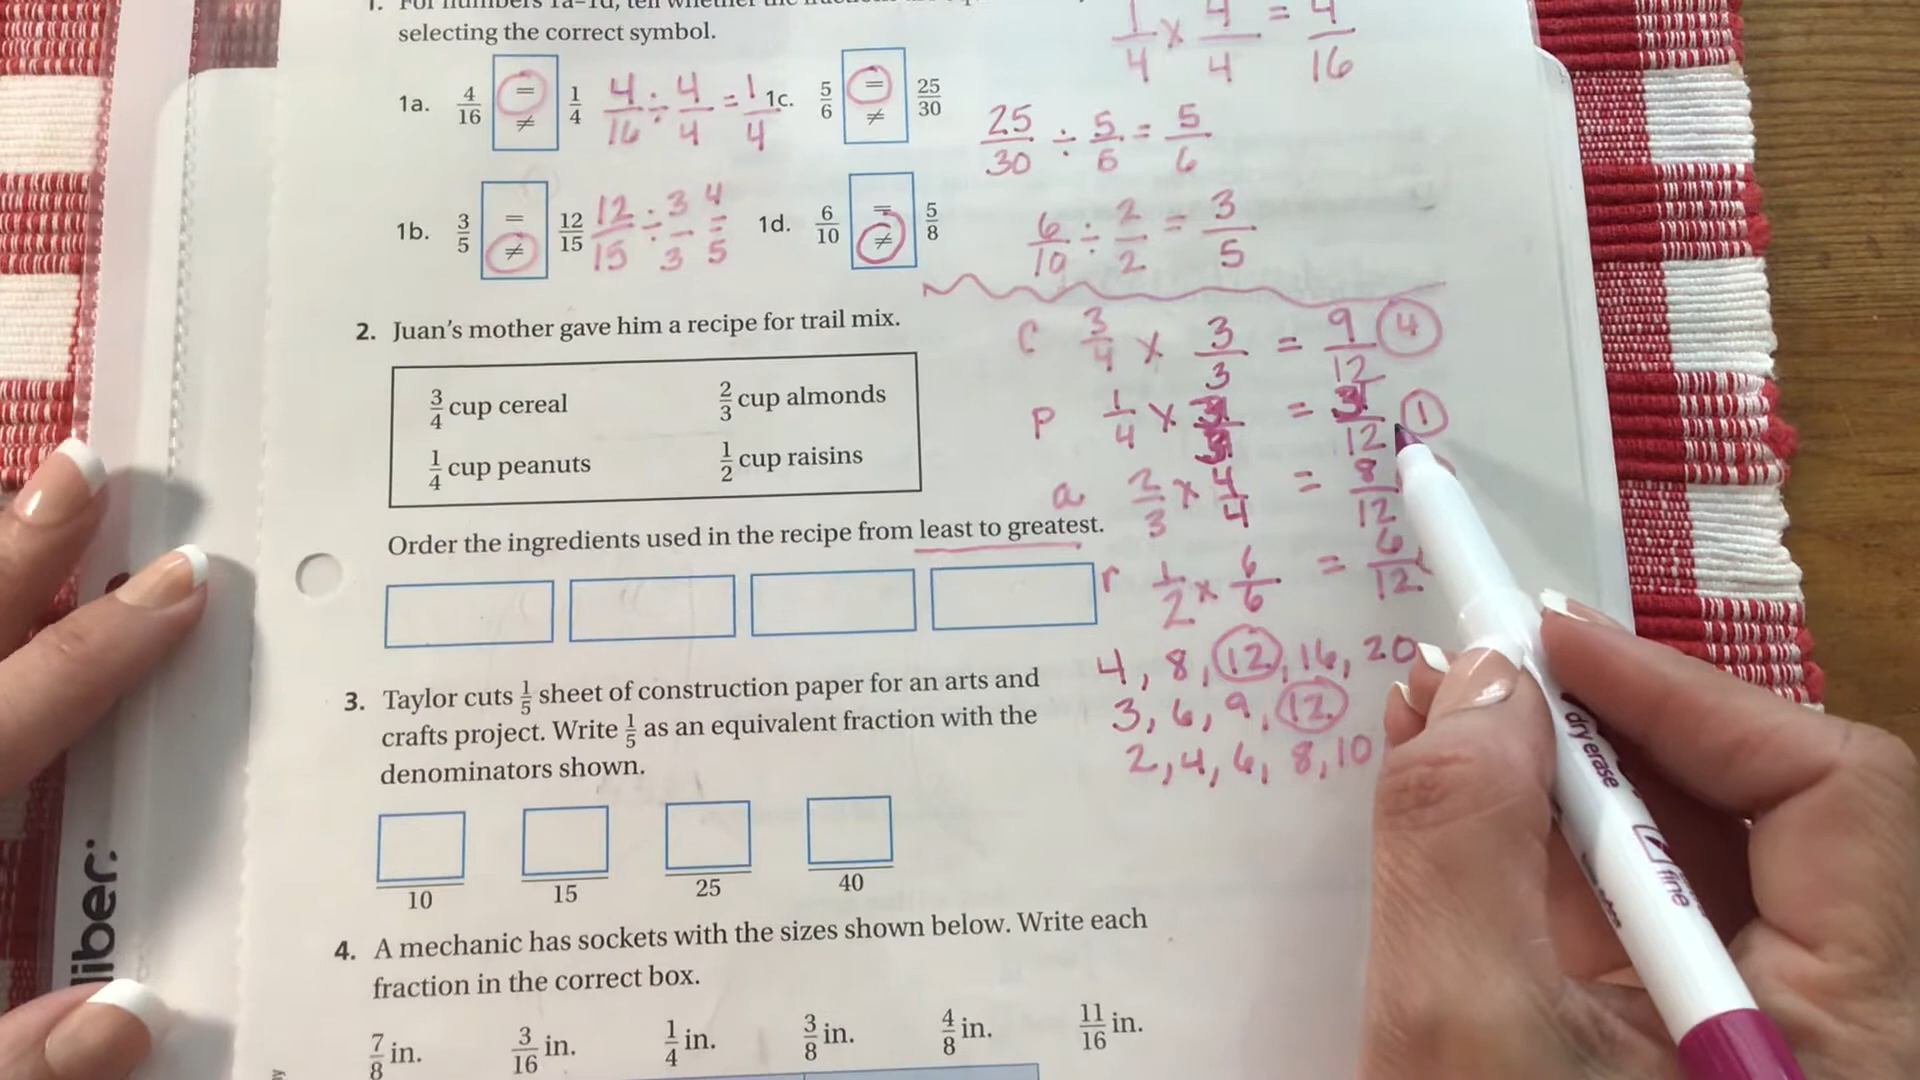 selecting the correct symbol.
1a. 4/16 = ≠ 1/4 4/16 ÷ 4/4 = 1/4
1c. 5/6 = ≠ 25/30
1/4 × 4/4 = 4/16
25/30 ÷ 5/5 = 5/6
1b. 3/5 = ≠ 12/15 12/15 ÷ 3/3 = 4/5
1d. 6/10 = ≠ 5/8
6/10 ÷ 2/2 = 3/5
2. Juan's mother gave him a recipe for trail mix.
3/4 cup cereal 2/3 cup almonds
1/4 cup peanuts 1/2 cup raisins
C 3/4 × 3/3 = 9/12 4
P 1/4 × 3/3 = 3/12 1
a 2/3 × 4/4 = 8/12
r 1/2 × 6/6 = 6/12
Order the ingredients used in the recipe from least to greatest.
4, 8, 12, 16, 20
3, 6, 9, 12
2, 4, 6, 8, 10
3. Taylor cuts 1/5 sheet of construction paper for an arts and
crafts project. Write 1/5 as an equivalent fraction with the
denominators shown.
10 15 25 40
4. A mechanic has sockets with the sizes shown below. Write each
fraction in the correct box.
7/8 in. 3/16 in. 1/4 in. 3/8 in. 4/8 in. 11/16 in.
liber:
dry erase
fine